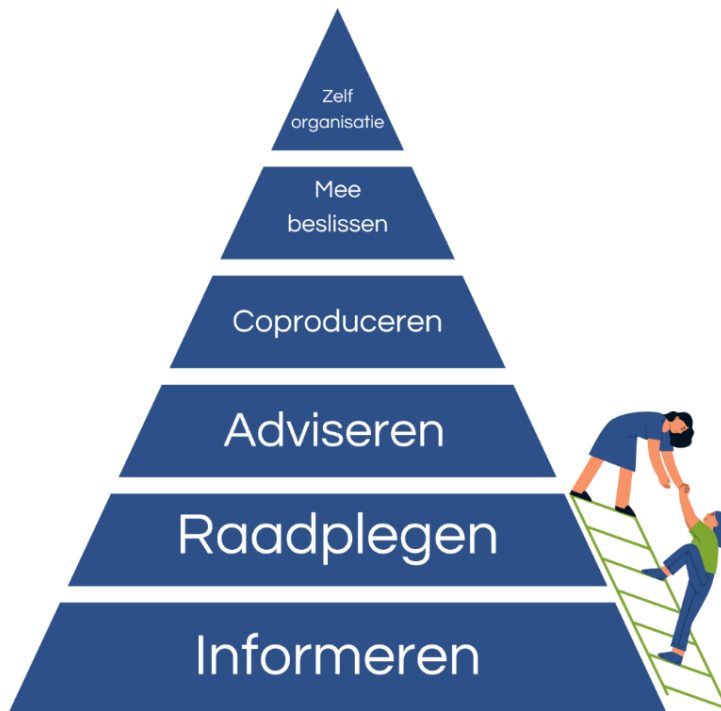 Zelf
organisatie
Mee
beslissen
Coproduceren
Adviseren
Raadplegen
Informeren